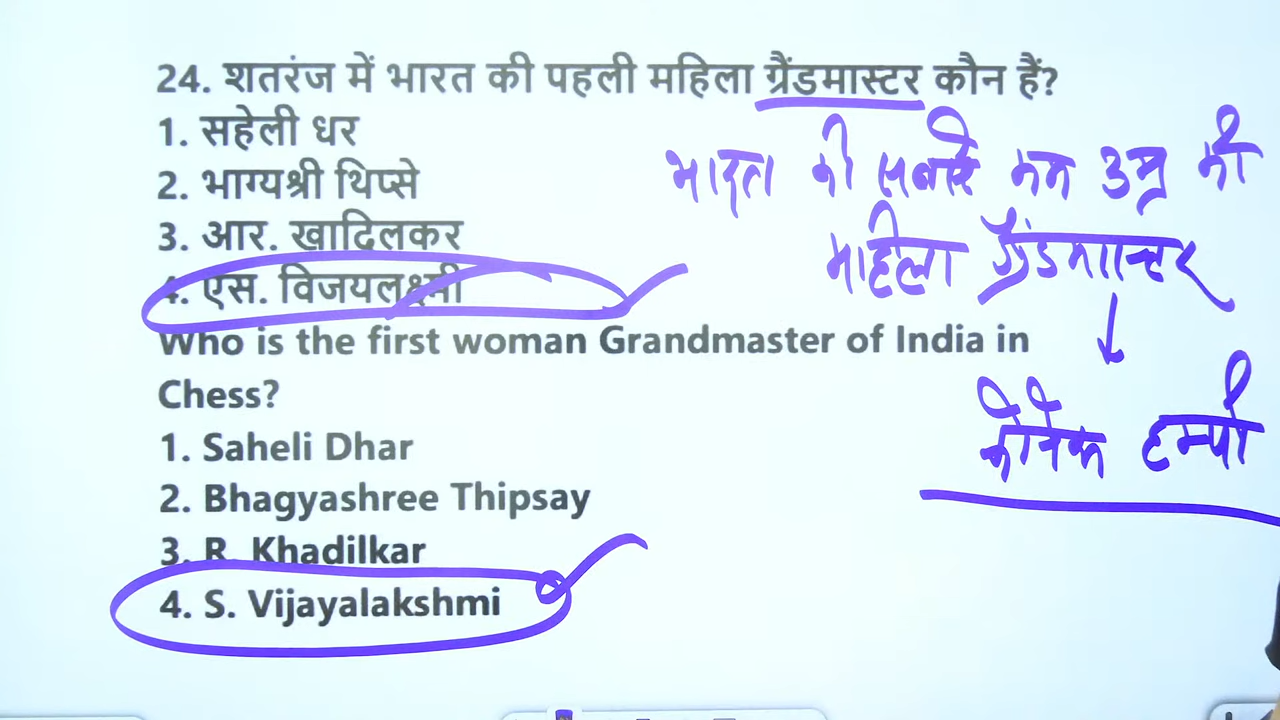 24. शतरंज में भारत की पहली महिला ग्रैंडमास्टर कौन हैं?
1. सहेली धर
2. भाग्यश्री थिप्से
3. आर. खादिलकर
4. एस. विजयलक्ष्मी
Who is the first woman Grandmaster of India in
Chess?
1. Saheli Dhar
2. Bhagyashree Thipsay
3. R. Khadilkar
4. S. Vijayalakshmi
भारत की सबसे कम उम्र की
महिला ग्रैंडमास्टर
हम्पी